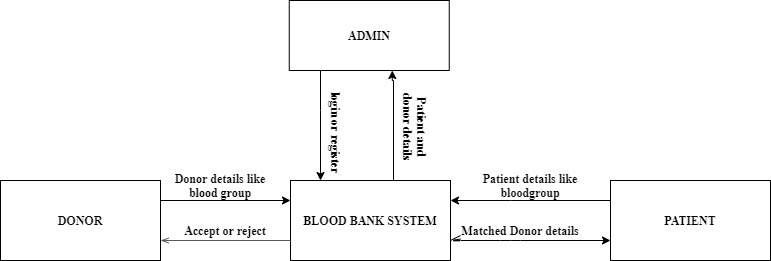 ADMIN
login or register
Patient and
donor details
Donor details like
blood group
Patient details like
bloodgroup
DONOR
BLOOD BANK SYSTEM
PATIENT
Accept or reject
Matched Donor details